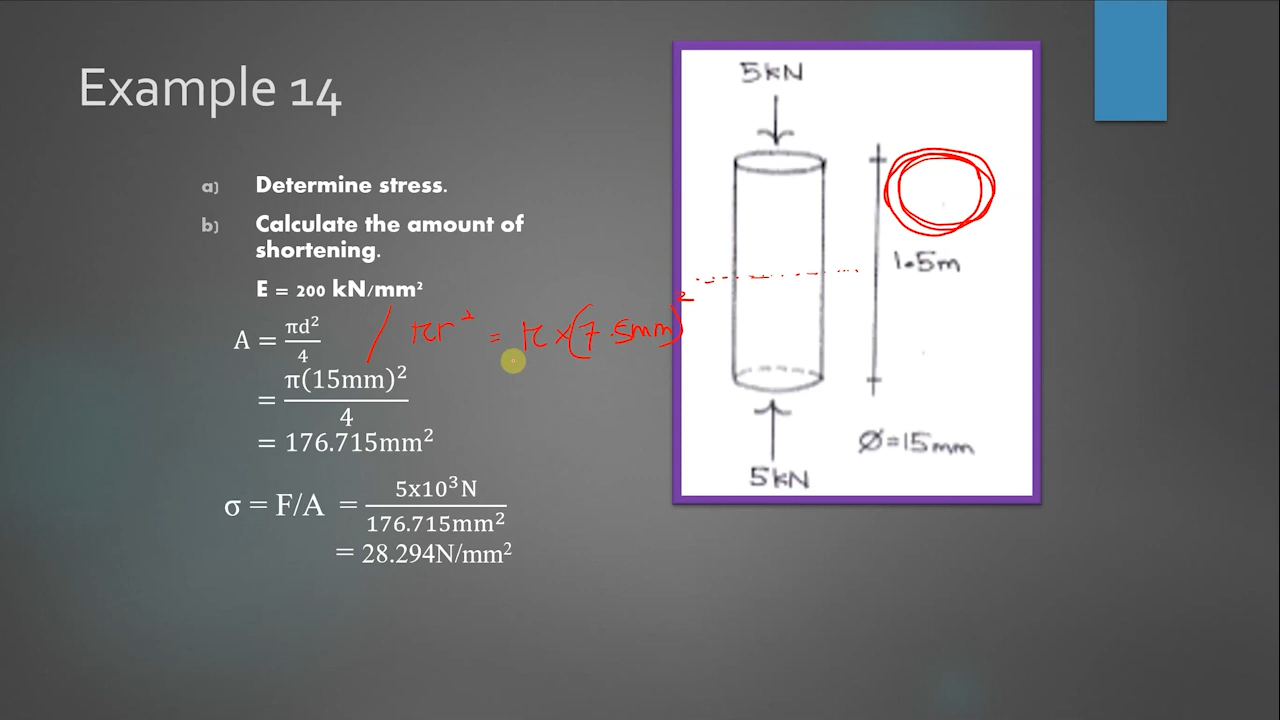 Example 14
a) Determine stress.
b) Calculate the amount of
shortening.
E = 200 kN/mm²
A = πd²/4 / πr² = π×(7.5mm)²
= π(15mm)²/4
= 176.715mm²
σ = F/A = 5x10³N/176.715mm²
= 28.294N/mm²
5kN
1.5m
Ø=15mm
5kN